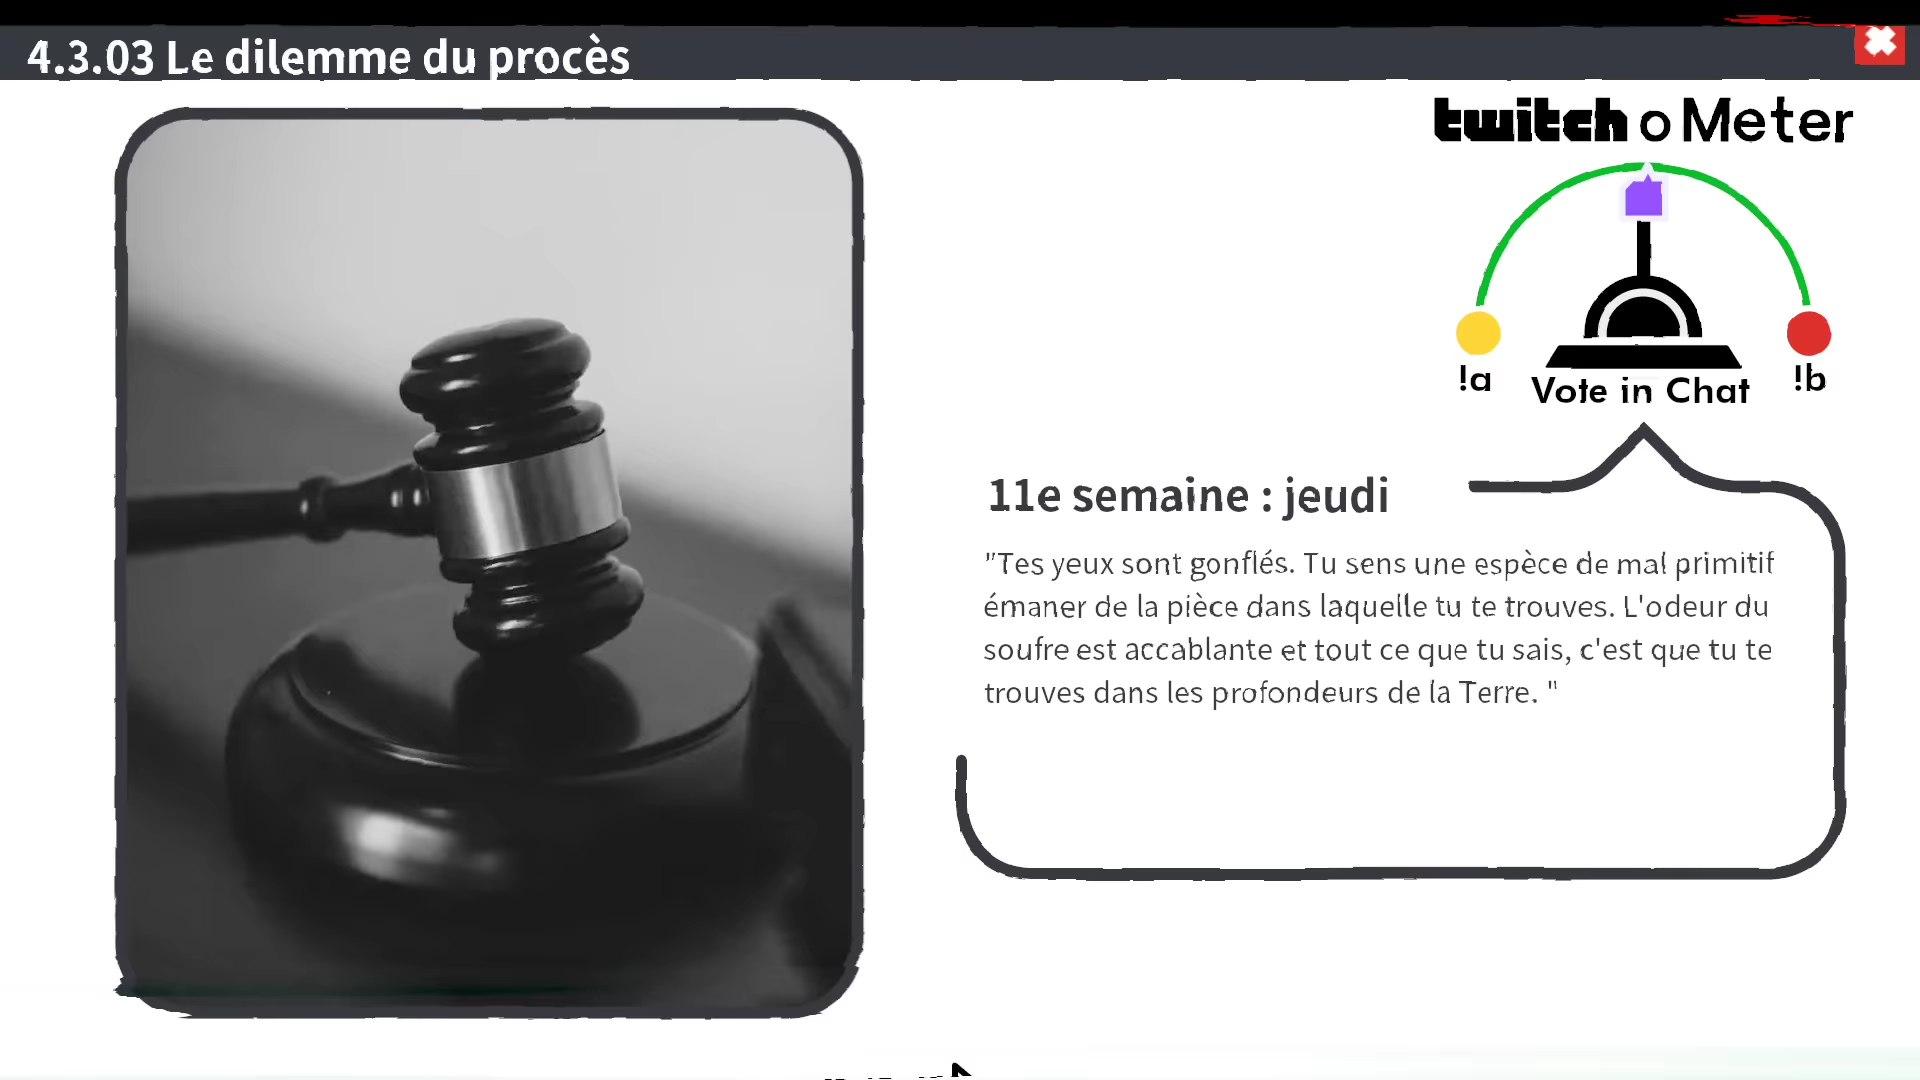 4.3.03 Le dilemme du procès
twitch o Meter
!a
Vote in Chat
!b
11e semaine : jeudi
"Tes yeux sont gonflés. Tu sens une espèce de mal primitif
émaner de la pièce dans laquelle tu te trouves. L'odeur du
soufre est accablante et tout ce que tu sais, c'est que tu te
trouves dans les profondeurs de la Terre. "